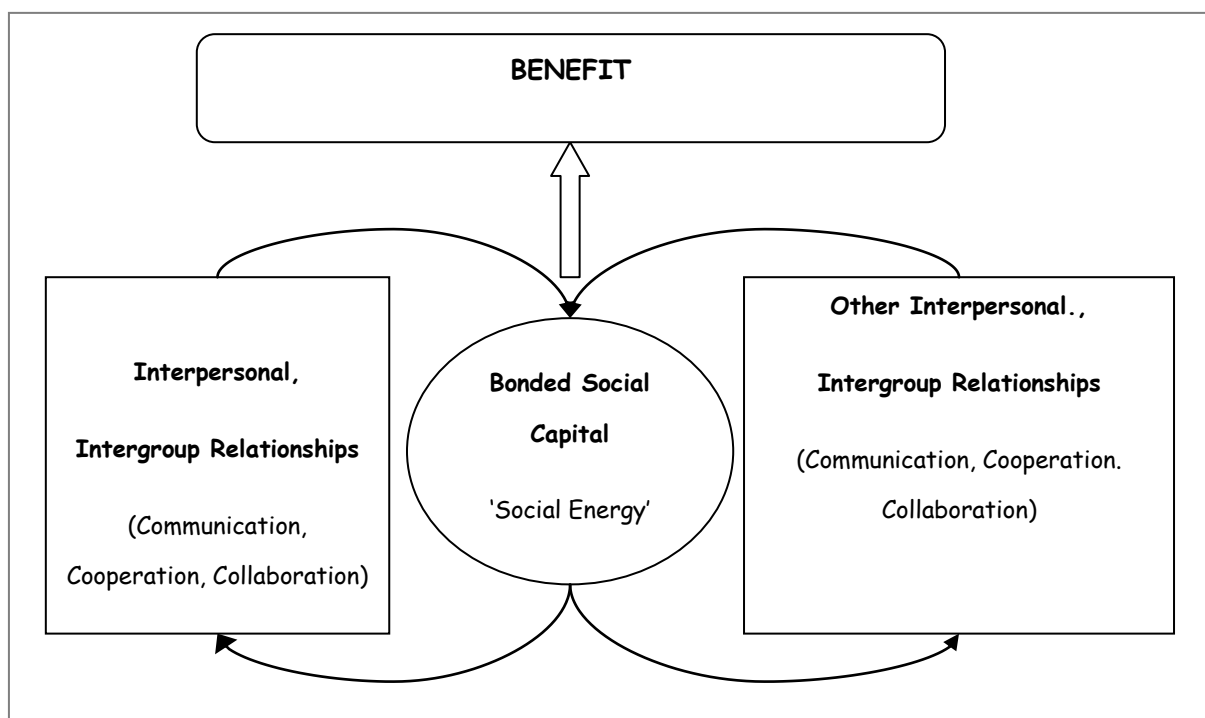 BENEFIT
Interpersonal,
Intergroup Relationships
(Communication,
Cooperation, Collaboration)
Bonded Social
Capital
‘Social Energy’
Other Interpersonal.,
Intergroup Relationships
(Communication, Cooperation.
Collaboration)